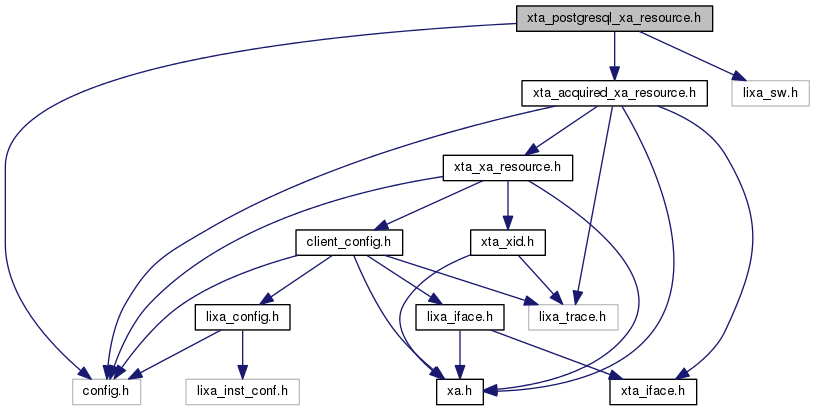 xta_postgresql_xa_resource.h
xta_acquired_xa_resource.h
lixa_sw.h
xta_xa_resource.h
client_config.h
xta_xid.h
lixa_config.h
lixa_iface.h
lixa_trace.h
config.h
lixa_inst_conf.h
xa.h
xta_iface.h